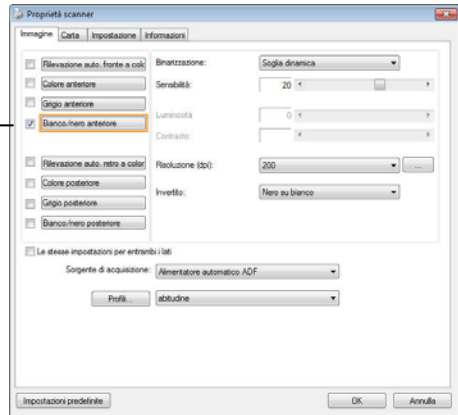 Proprietà scanner
Immagine Carta Impostazione Informazioni
Rilevazione auto. fronte a colo
Colore anteriore
Grigio anteriore
Bianco/nero anteriore
Rilevazione auto. retro a color
Colore posteriore
Grigio posteriore
Bianco/nero posteriore
Binarizzazione: Soglia dinamica
Sensibilità: 20
Luminosità 0
Contrasto:
Risoluzione (dpi): 200 ...
Invertito: Nero su bianco
Le stesse impostazioni per entrambi i lati
Sorgente di acquisizione: Alimentatore automatico ADF
Profili... abitudine
Impostazioni predefinite OK Annulla